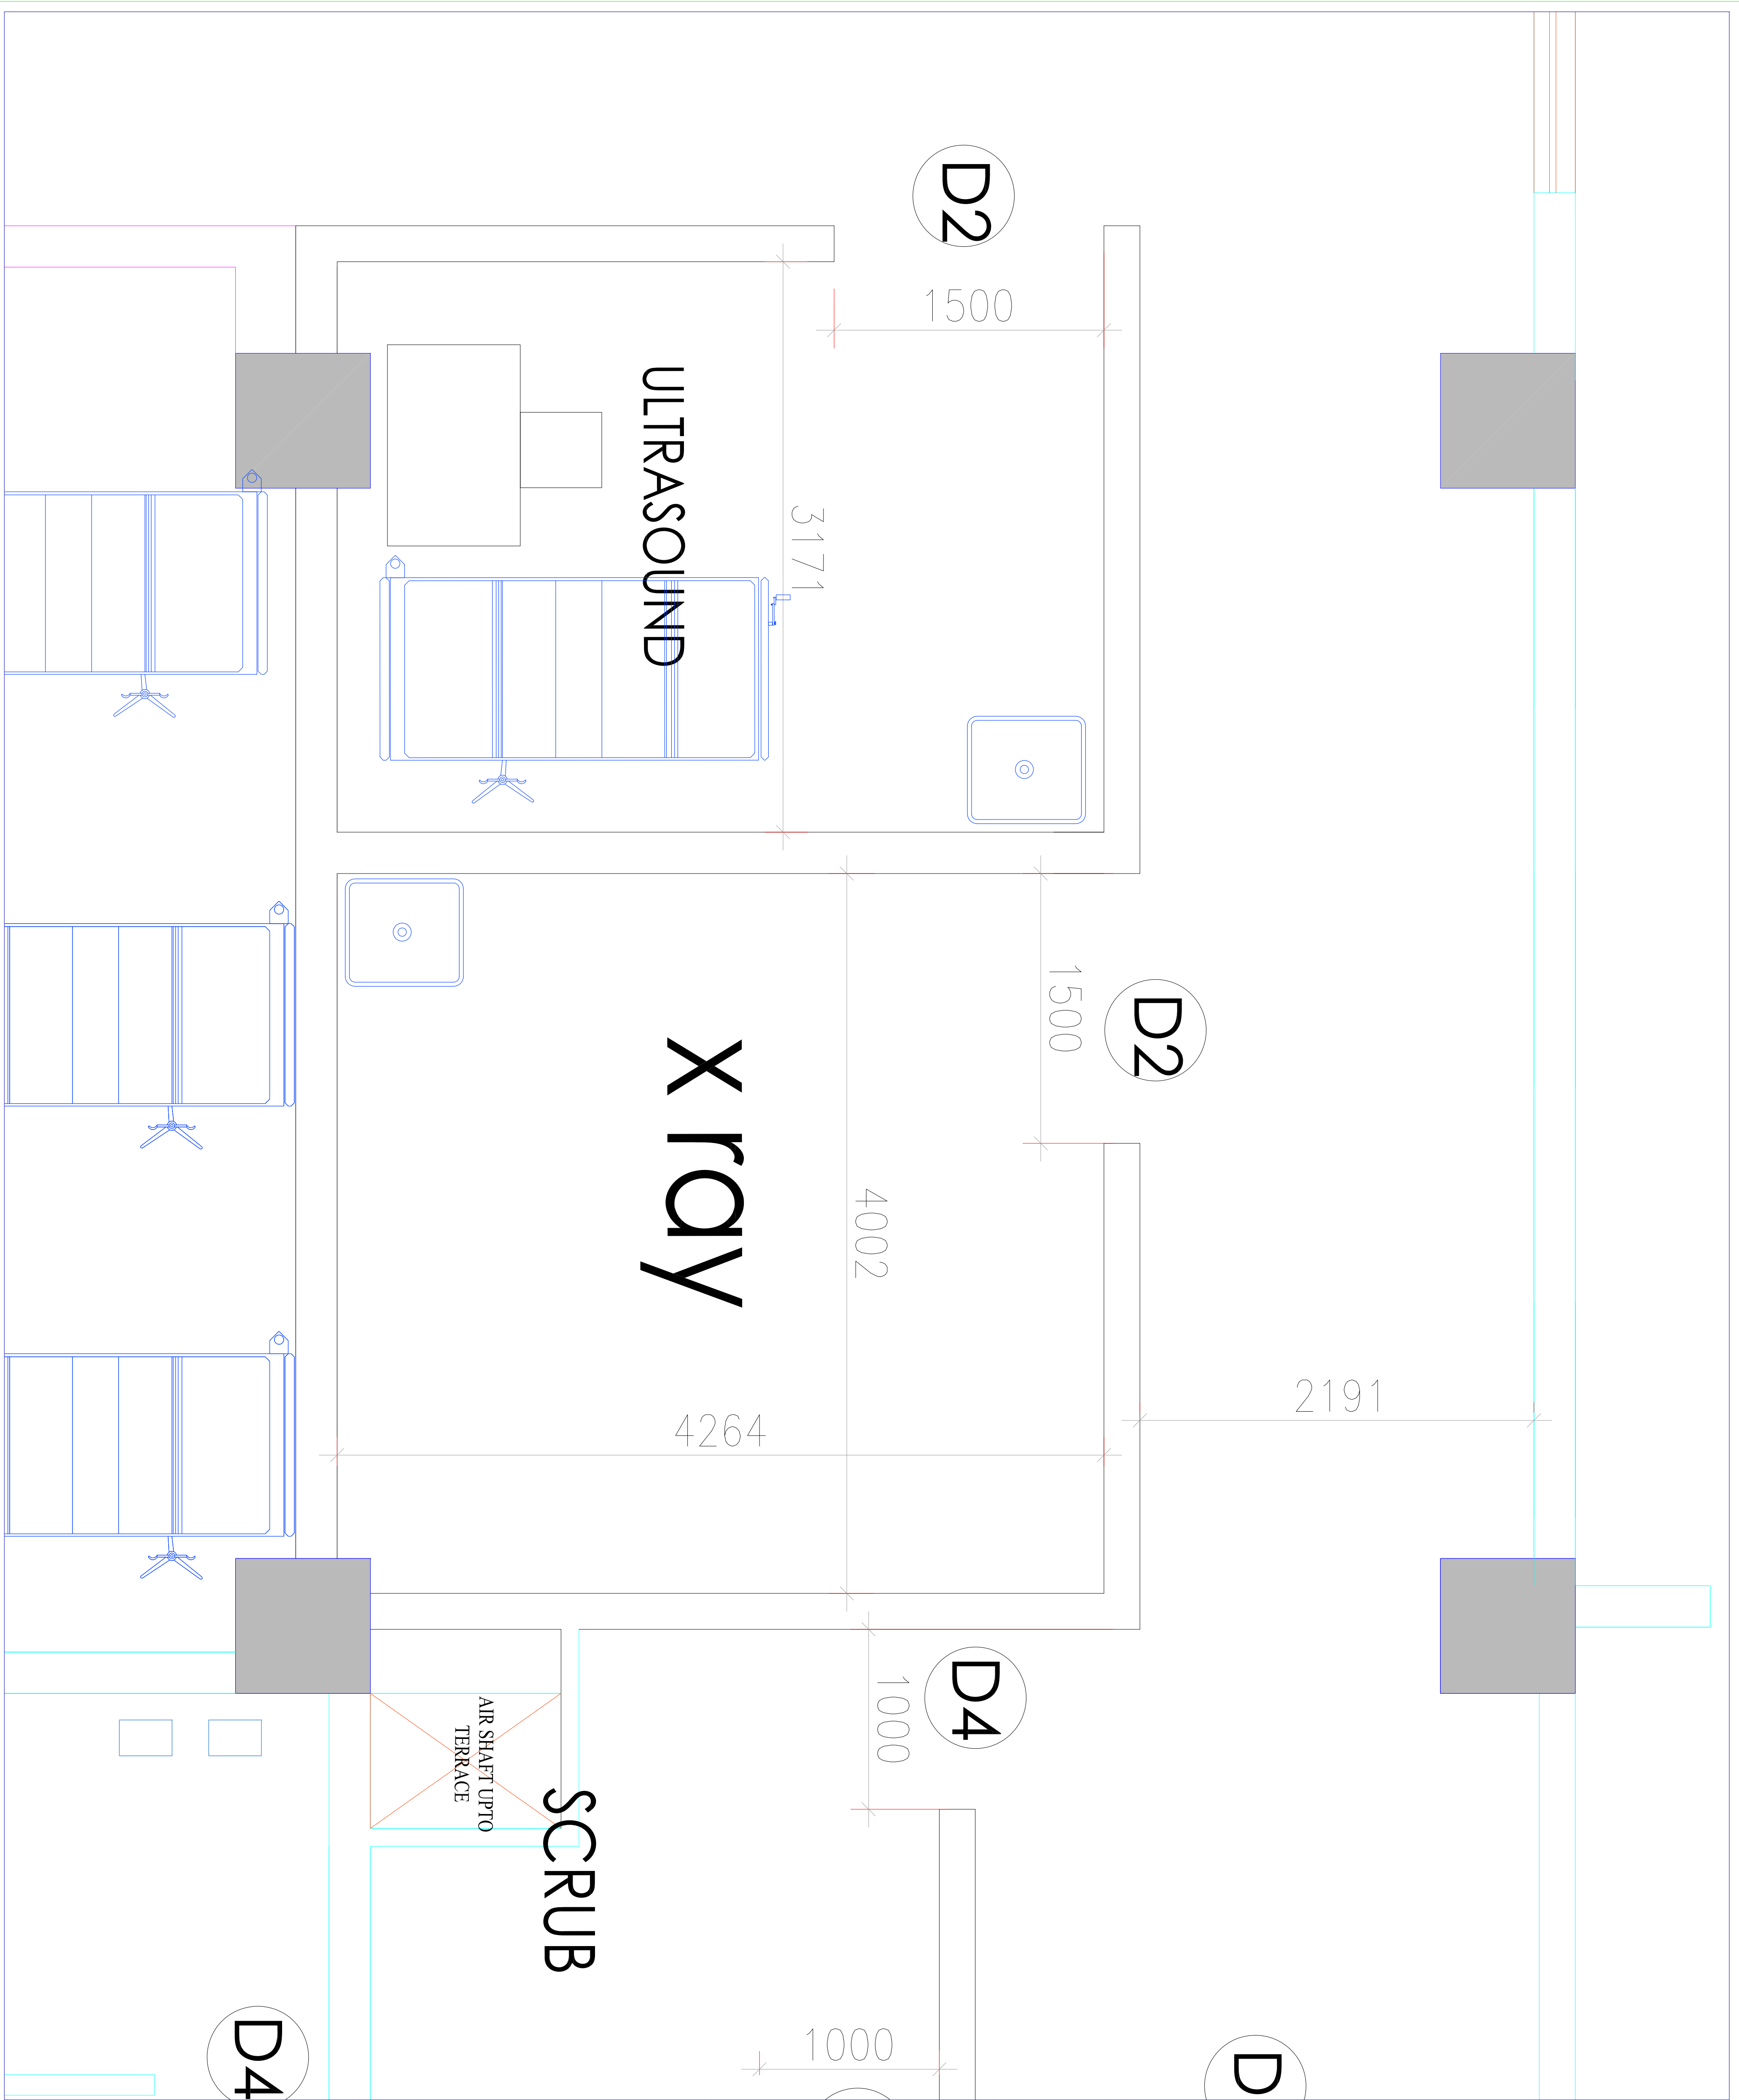 D2
1500
ULTRASOUND
3171
D2
1500
X ray
4002
2191
4264
D4
1000
AIR SHAFT UPTO
TERRACE
SCRUB
1000
D4
D